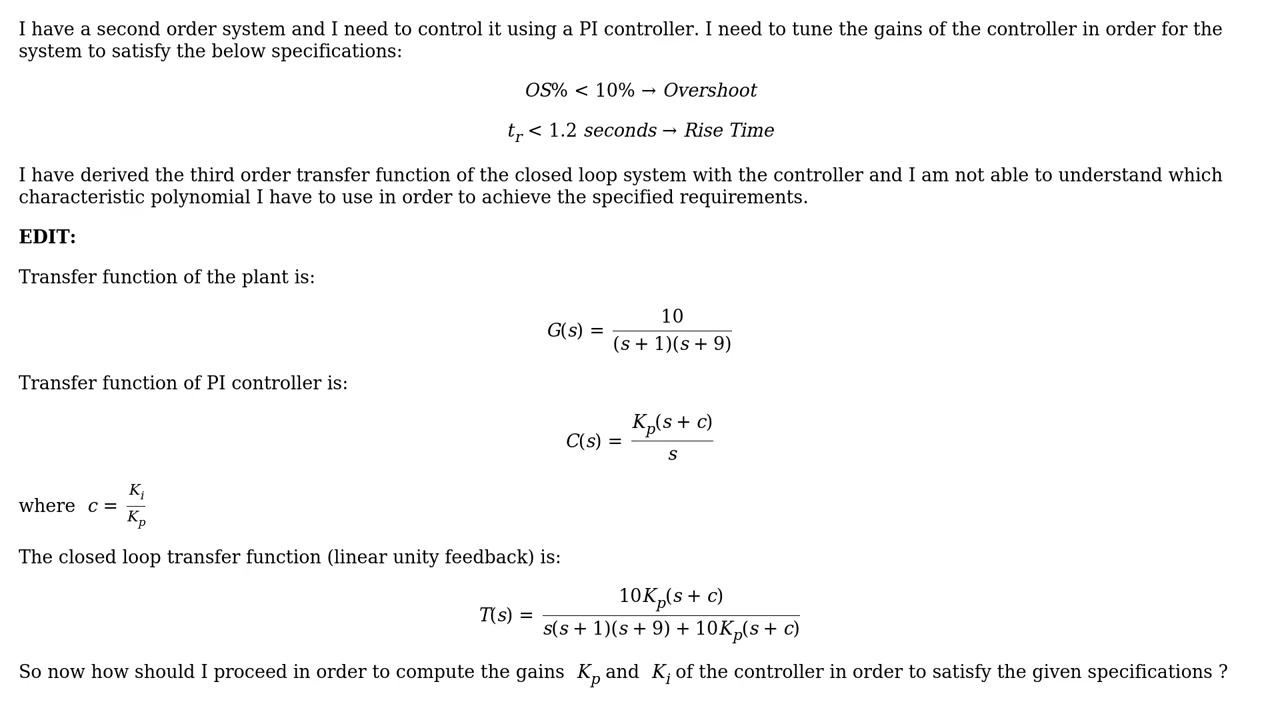 I have a second order system and I need to control it using a PI controller. I need to tune the gains of the controller in order for the
system to satisfy the below specifications:
OS% < 10% → Overshoot
t_r < 1.2 seconds → Rise Time
I have derived the third order transfer function of the closed loop system with the controller and I am not able to understand which
characteristic polynomial I have to use in order to achieve the specified requirements.
EDIT:
Transfer function of the plant is:
G(s) = \frac{10}{(s + 1)(s + 9)}
Transfer function of PI controller is:
C(s) = \frac{K_p(s + c)}{s}
where c = \frac{K_i}{K_p}
The closed loop transfer function (linear unity feedback) is:
T(s) = \frac{10K_p(s + c)}{s(s + 1)(s + 9) + 10K_p(s + c)}
So now how should I proceed in order to compute the gains K_p and K_i of the controller in order to satisfy the given specifications ?